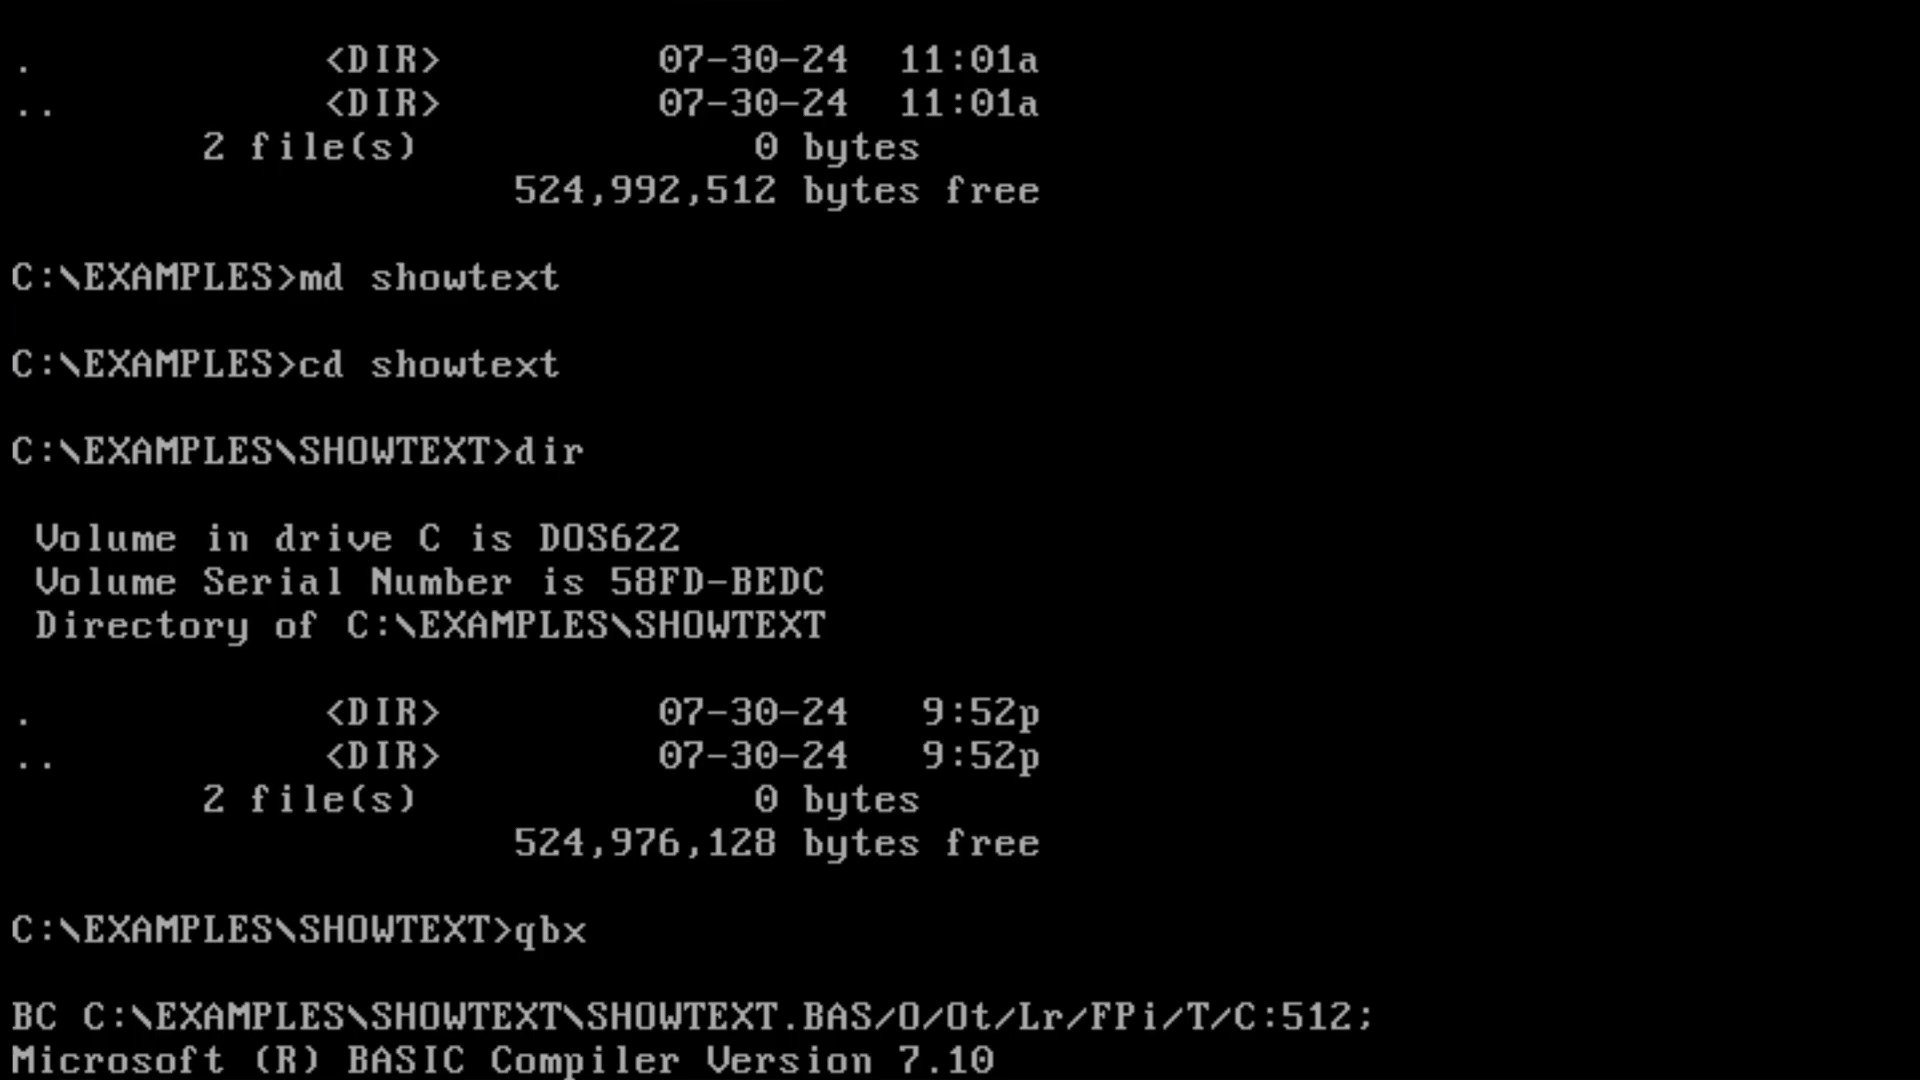 .            <DIR>         07-30-24  11:01a
..           <DIR>         07-30-24  11:01a
        2 file(s)              0 bytes
                     524,992,512 bytes free
C:\EXAMPLES>md showtext
C:\EXAMPLES>cd showtext
C:\EXAMPLES\SHOWTEXT>dir
 Volume in drive C is DOS622
 Volume Serial Number is 58FD-BEDC
 Directory of C:\EXAMPLES\SHOWTEXT
.            <DIR>         07-30-24   9:52p
..           <DIR>         07-30-24   9:52p
        2 file(s)              0 bytes
                     524,976,128 bytes free
C:\EXAMPLES\SHOWTEXT>qbx
BC C:\EXAMPLES\SHOWTEXT\SHOWTEXT.BAS/O/Ot/Lr/FPi/T/C:512;
Microsoft (R) BASIC Compiler Version 7.10